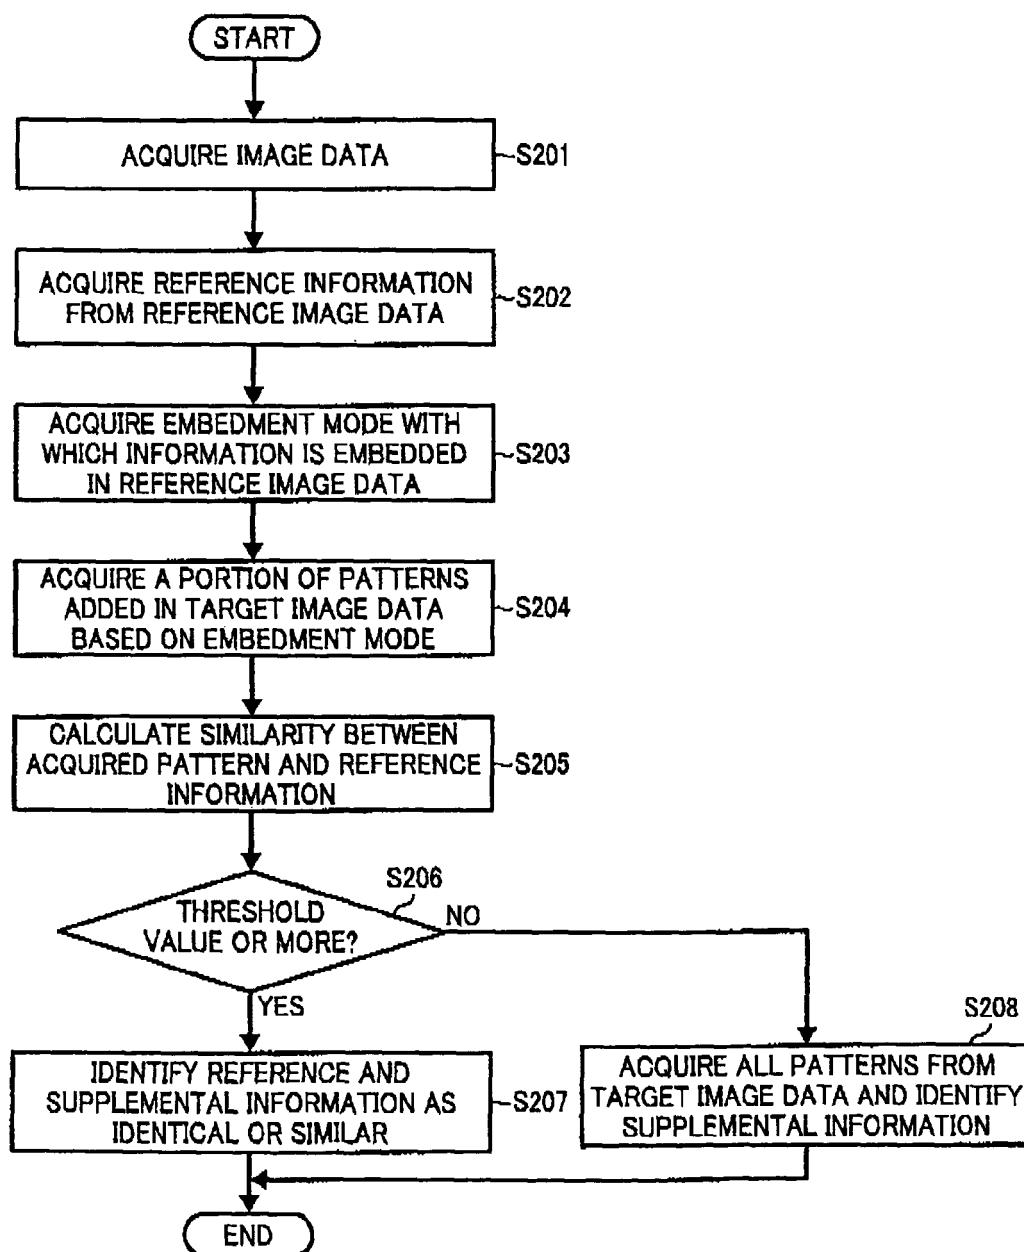 START
ACQUIRE IMAGE DATA
S201
ACQUIRE REFERENCE INFORMATION
FROM REFERENCE IMAGE DATA
S202
ACQUIRE EMBEDMENT MODE WITH
WHICH INFORMATION IS EMBEDDED
IN REFERENCE IMAGE DATA
S203
ACQUIRE A PORTION OF PATTERNS
ADDED IN TARGET IMAGE DATA
BASED ON EMBEDMENT MODE
S204
CALCULATE SIMILARITY BETWEEN
ACQUIRED PATTERN AND REFERENCE
INFORMATION
S205
S206
THRESHOLD
VALUE OR MORE?
NO
YES
IDENTIFY REFERENCE AND
SUPPLEMENTAL INFORMATION AS
IDENTICAL OR SIMILAR
S207
S208
ACQUIRE ALL PATTERNS FROM
TARGET IMAGE DATA AND IDENTIFY
SUPPLEMENTAL INFORMATION
END